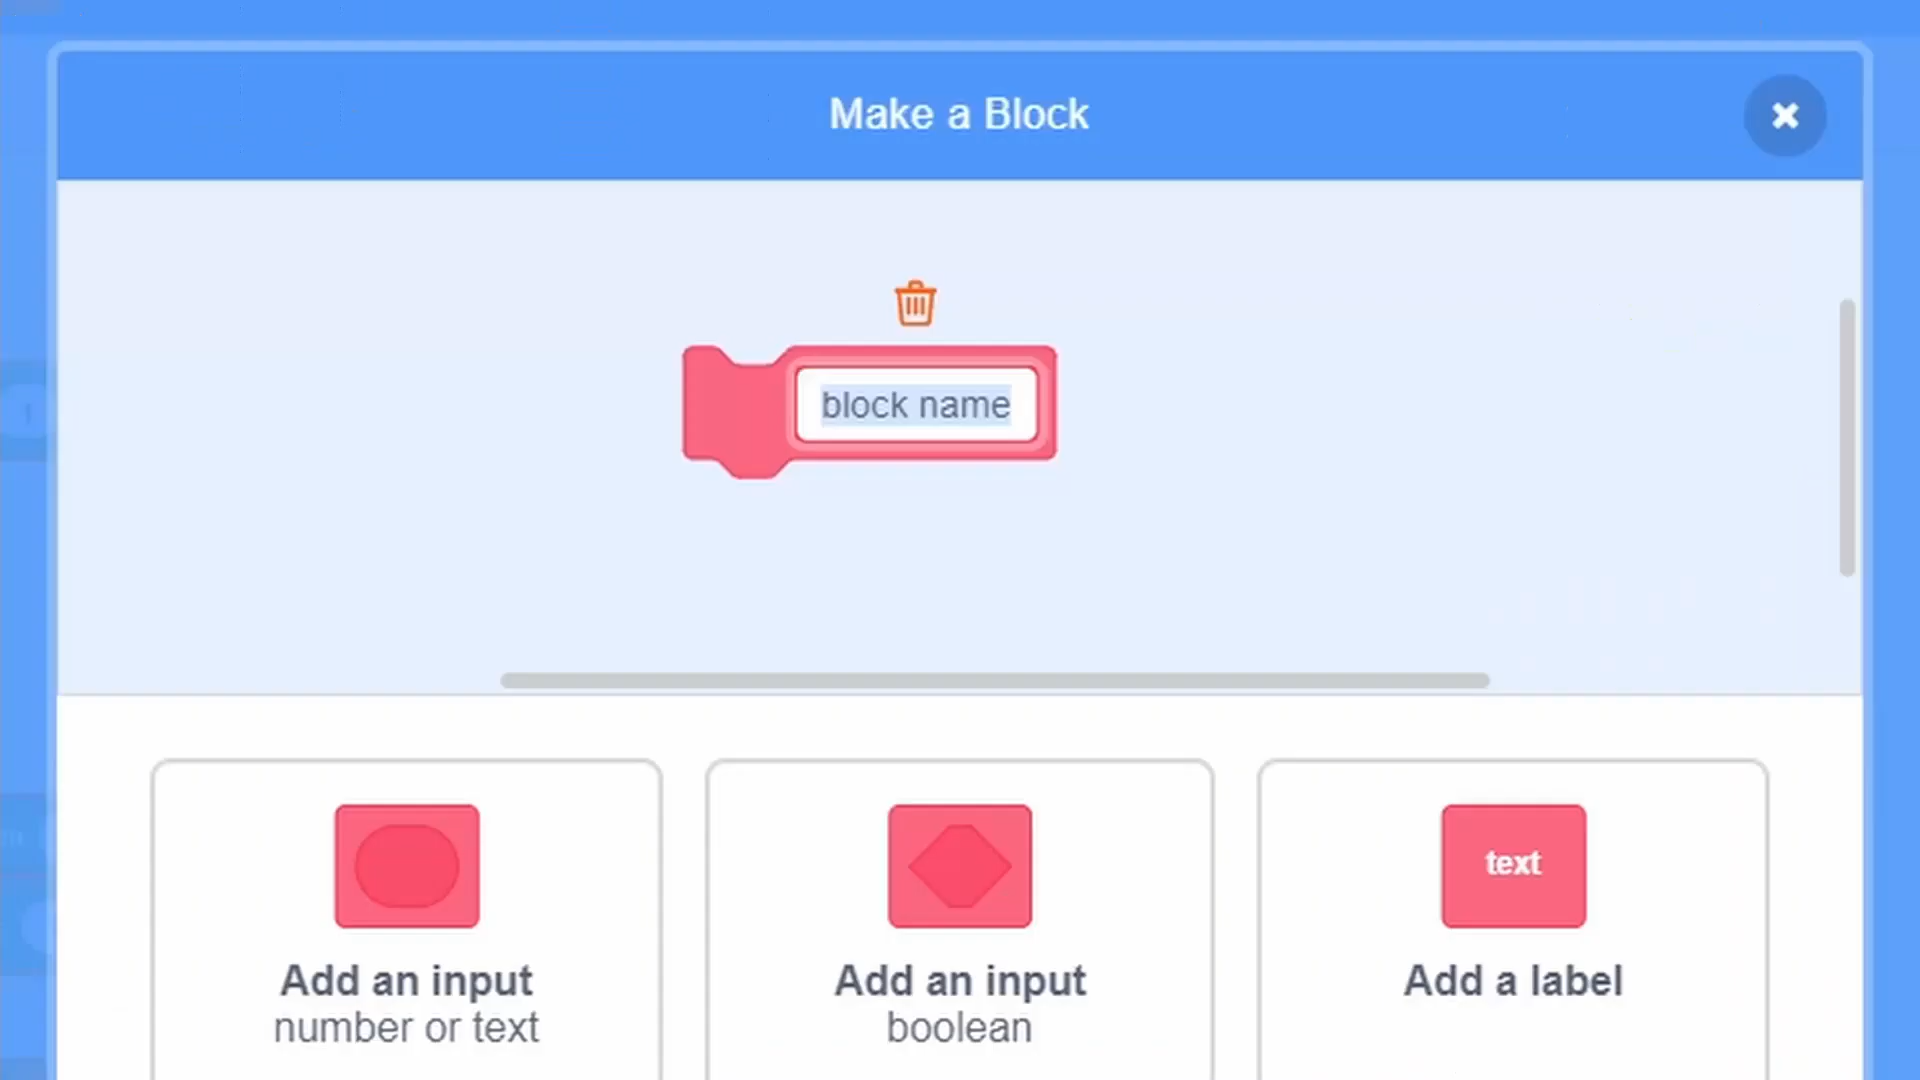 Make a Block
block name
text
Add an input
number or text
Add an input
boolean
Add a label